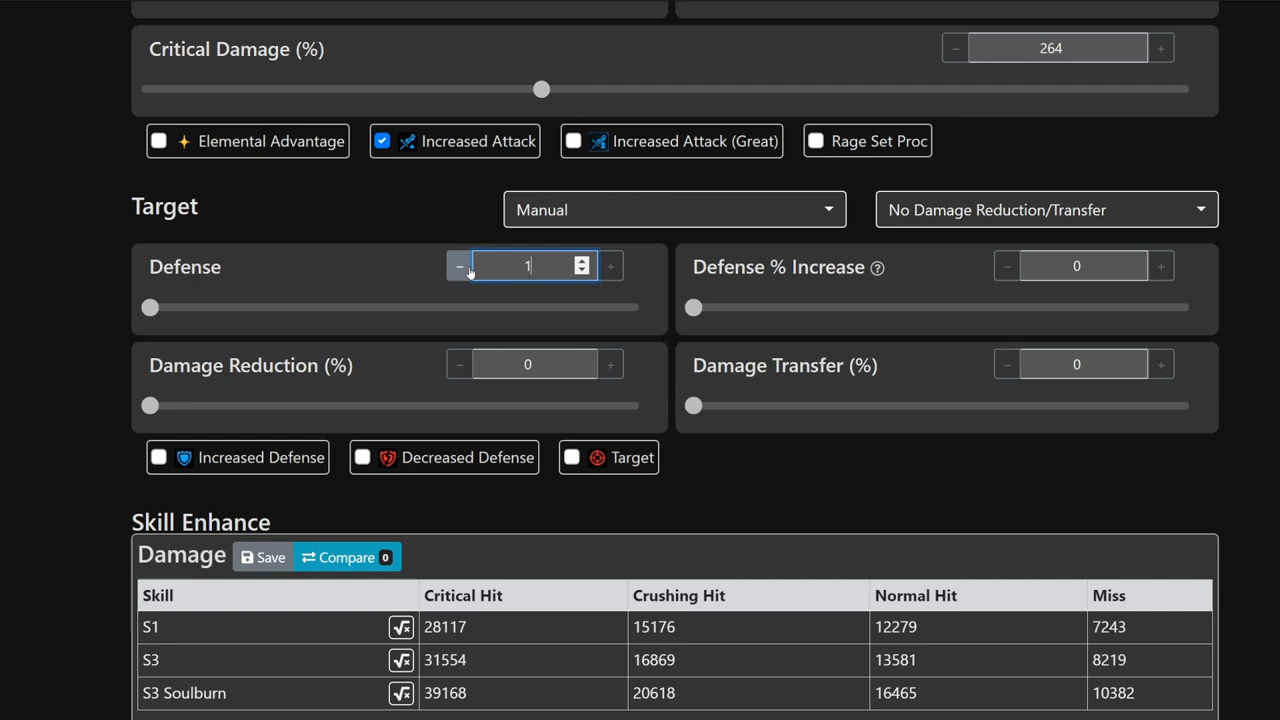 Critical Damage (%) − 264 +
Elemental Advantage Increased Attack Increased Attack (Great) Rage Set Proc
Target Manual No Damage Reduction/Transfer
Defense − 1 + Defense % Increase ? − 0 +
Damage Reduction (%) − 0 + Damage Transfer (%) − 0 +
Increased Defense Decreased Defense Target
Skill Enhance
Damage Save Compare 0
Skill Critical Hit Crushing Hit Normal Hit Miss
S1 √x 28117 15176 12279 7243
S3 √x 31554 16869 13581 8219
S3 Soulburn √x 39168 20618 16465 10382